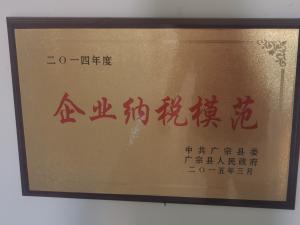 二〇一四年度
企业纳税模范
中共广宗县委
广宗县人民政府
二〇一五年三月